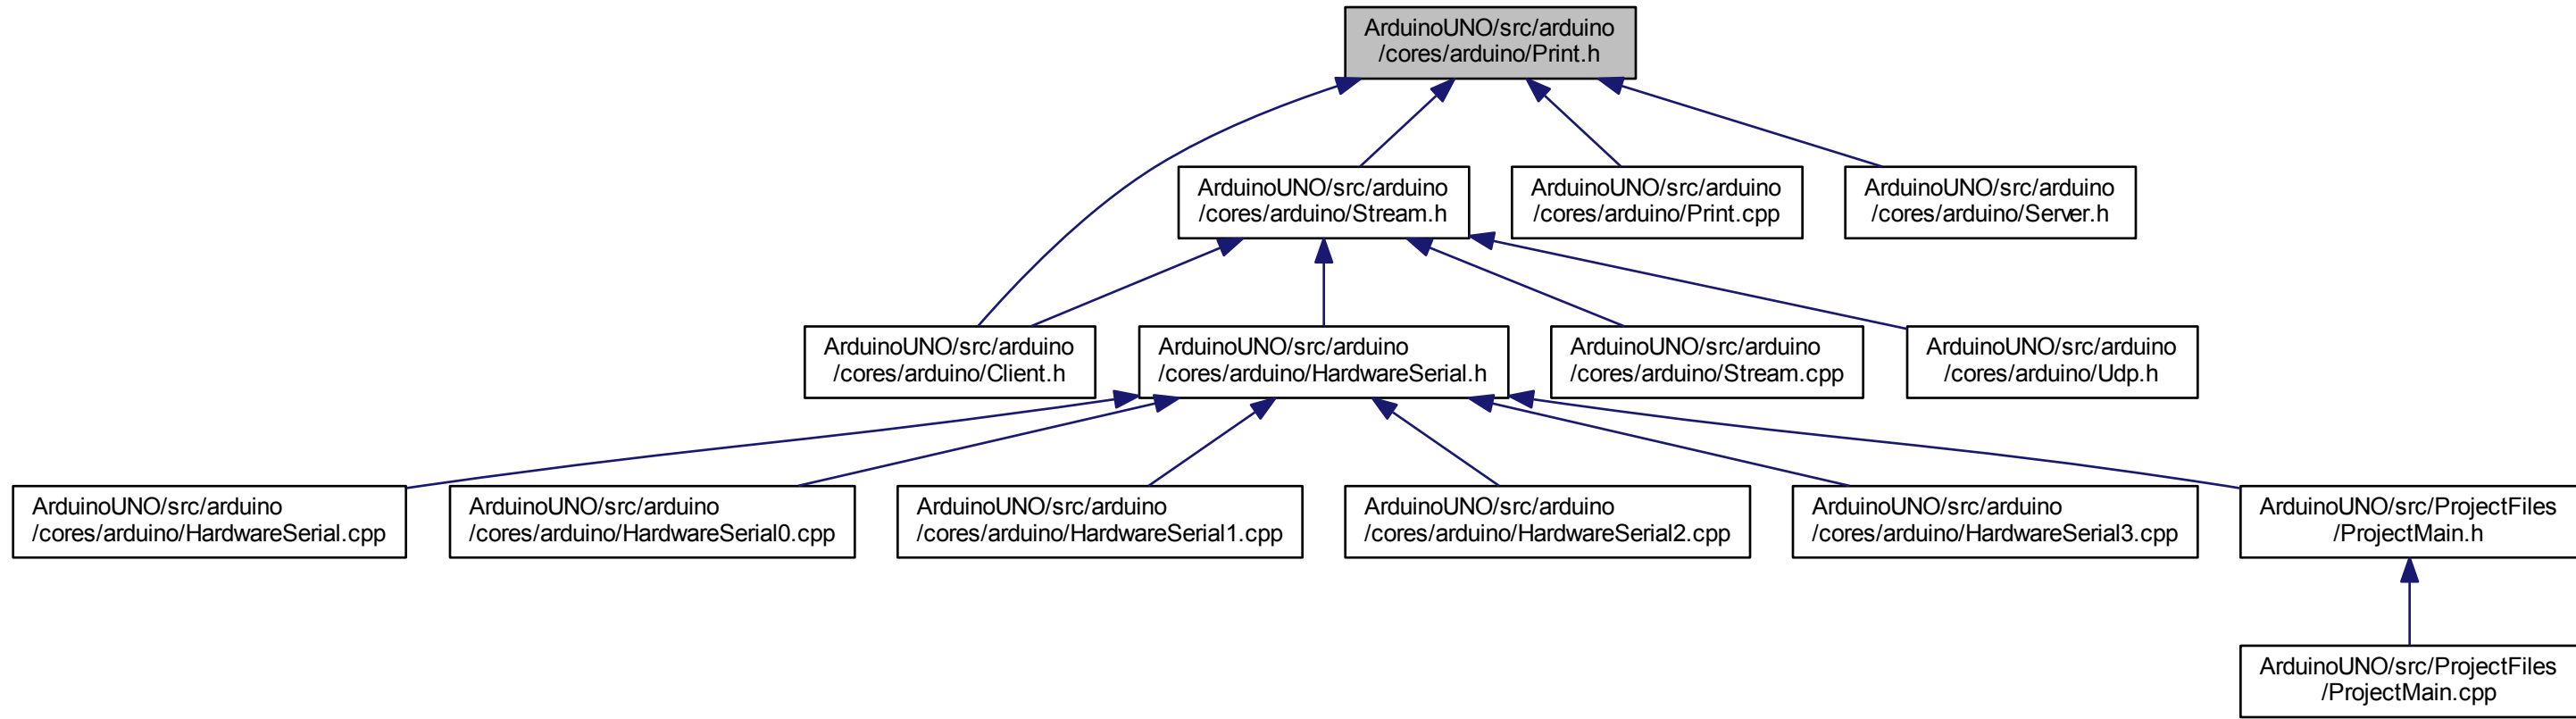 ArduinoUNO/src/arduino
/cores/arduino/Print.h
ArduinoUNO/src/arduino
/cores/arduino/Stream.h
ArduinoUNO/src/arduino
/cores/arduino/Print.cpp
ArduinoUNO/src/arduino
/cores/arduino/Server.h
ArduinoUNO/src/arduino
/cores/arduino/Client.h
ArduinoUNO/src/arduino
/cores/arduino/HardwareSerial.h
ArduinoUNO/src/arduino
/cores/arduino/Stream.cpp
ArduinoUNO/src/arduino
/cores/arduino/Udp.h
ArduinoUNO/src/arduino
/cores/arduino/HardwareSerial.cpp
ArduinoUNO/src/arduino
/cores/arduino/HardwareSerial0.cpp
ArduinoUNO/src/arduino
/cores/arduino/HardwareSerial1.cpp
ArduinoUNO/src/arduino
/cores/arduino/HardwareSerial2.cpp
ArduinoUNO/src/arduino
/cores/arduino/HardwareSerial3.cpp
ArduinoUNO/src/ProjectFiles
/ProjectMain.h
ArduinoUNO/src/ProjectFiles
/ProjectMain.cpp